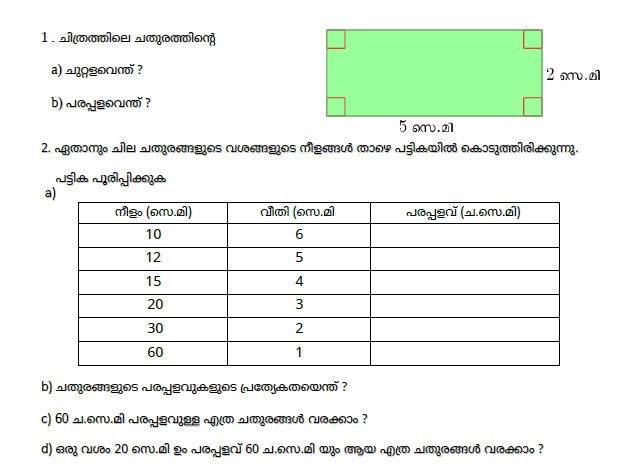 1 . ചിത്രത്തിലെ ചതുരത്തിന്റെ
a) ചുറ്റളവെന്ത് ?
b) പരപ്പളവെന്ത് ?
2 സെ.മി
5 സെ.മി
2. ഏതാനും ചില ചതുരങ്ങളുടെ വശങ്ങളുടെ നീളങ്ങൾ താഴെ പട്ടികയിൽ കൊടുത്തിരിക്കുന്നു.
പട്ടിക പൂരിപ്പിക്കുക
a)
നീളം (സെ.മി) വീതി (സെ.മി പരപ്പളവ് (ച.സെ.മി)
10 6
12 5
15 4
20 3
30 2
60 1
b) ചതുരങ്ങളുടെ പരപ്പളവുകളുടെ പ്രത്യേകതയെന്ത് ?
c) 60 ച.സെ.മി പരപ്പളവുള്ള എത്ര ചതുരങ്ങൾ വരക്കാം ?
d) ഒരു വശം 20 സെ.മി ഉം പരപ്പളവ് 60 ച.സെ.മി യും ആയ എത്ര ചതുരങ്ങൾ വരക്കാം ?